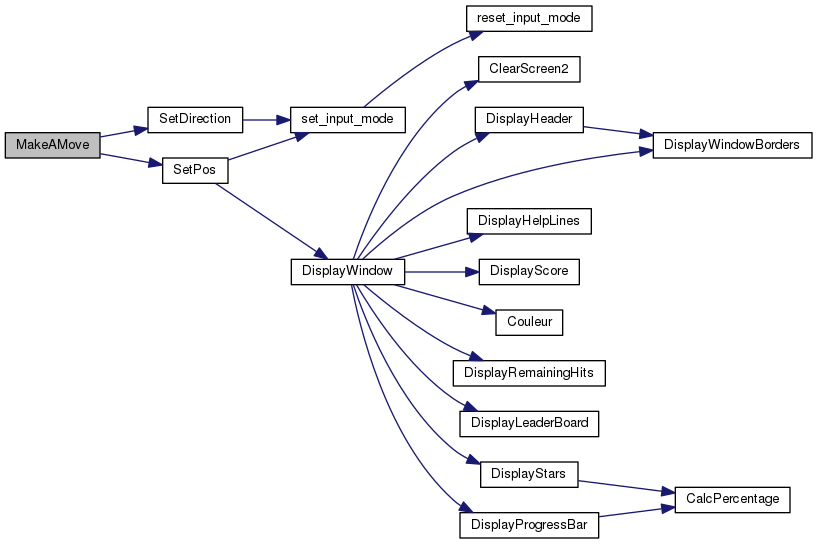 reset_input_mode
ClearScreen2
SetDirection
set_input_mode
DisplayHeader
MakeAMove
DisplayWindowBorders
SetPos
DisplayHelpLines
DisplayWindow
DisplayScore
Couleur
DisplayRemainingHits
DisplayLeaderBoard
DisplayStars
CalcPercentage
DisplayProgressBar